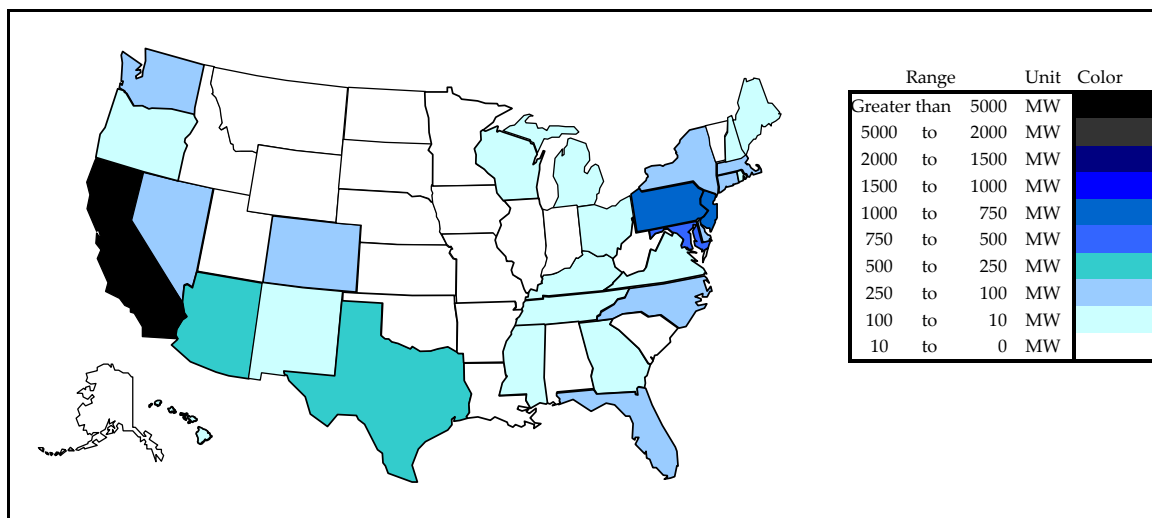 Range Unit Color
Greater than 5000 MW
5000 to 2000 MW
2000 to 1500 MW
1500 to 1000 MW
1000 to 750 MW
750 to 500 MW
500 to 250 MW
250 to 100 MW
100 to 10 MW
10 to 0 MW